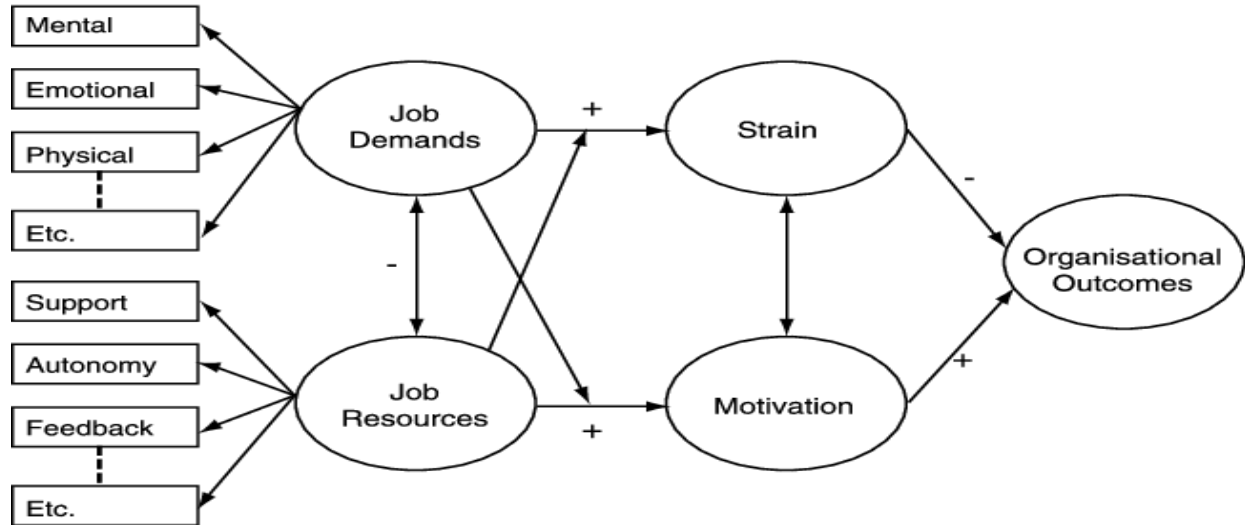 Mental
Emotional
Physical
Etc.
Support
Autonomy
Feedback
Etc.
Job
Demands
-
Job
Resources
+
+
Strain
Motivation
-
+
Organisational
Outcomes